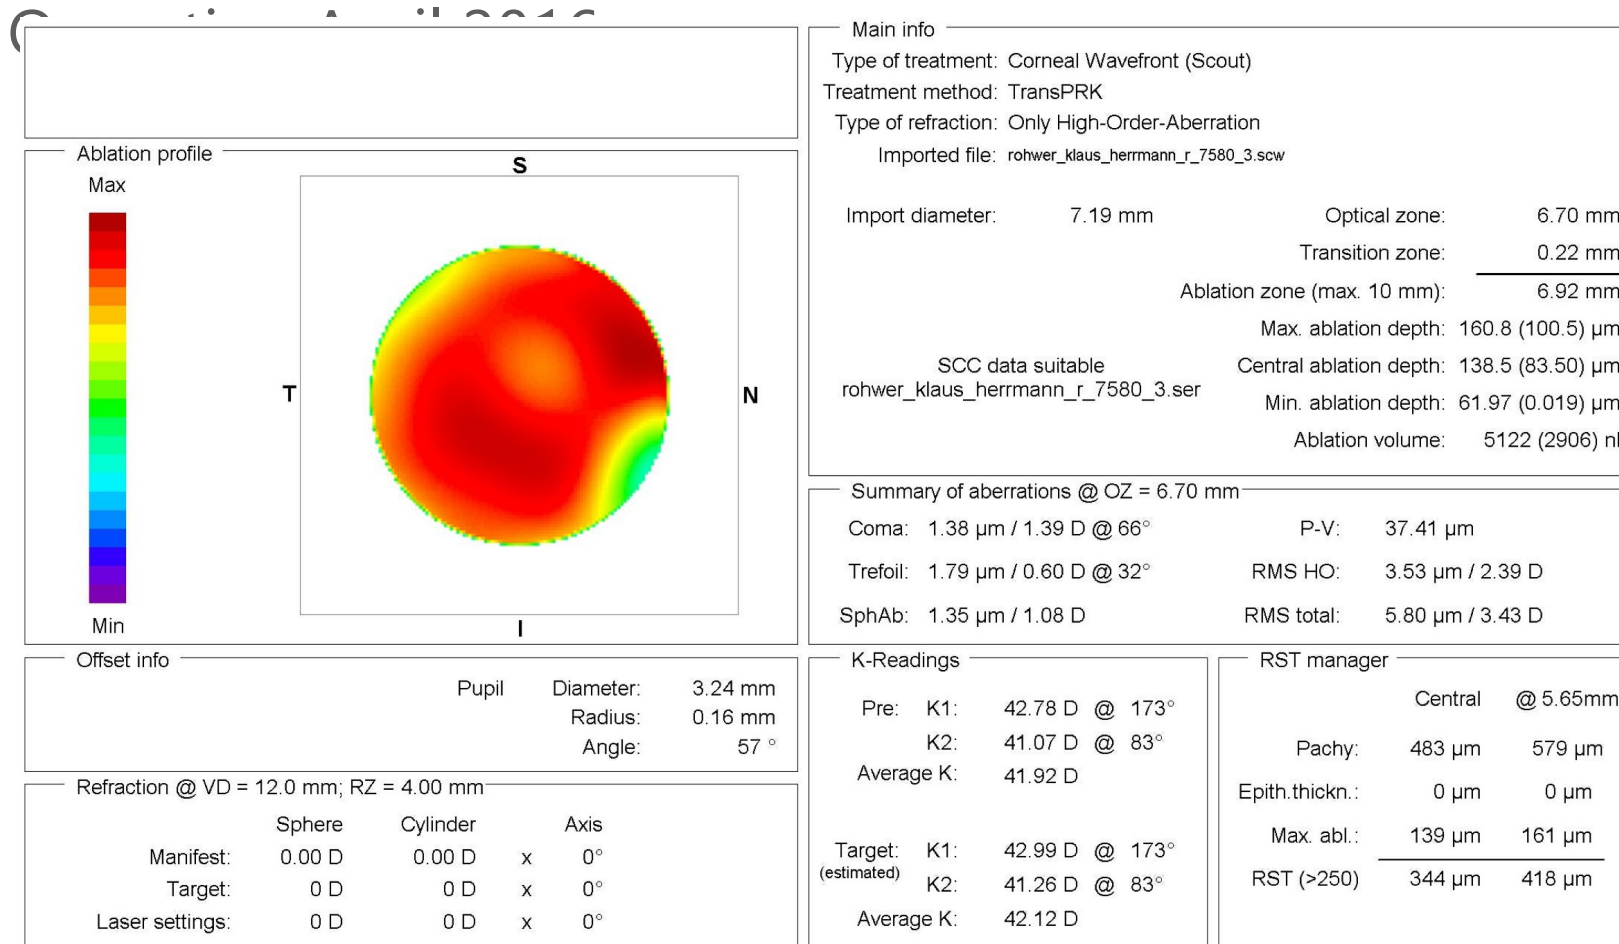 April 2016
Ablation profile
Max
Min
S
T
N
I
Main info
Type of treatment: Corneal Wavefront (Scout)
Treatment method: TransPRK
Type of refraction: Only High-Order-Aberration
Imported file: rohwer_klaus_herrmann_r_7580_3.scw
Import diameter: 7.19 mm
Optical zone: 6.70 mm
Transition zone: 0.22 mm
Ablation zone (max. 10 mm): 6.92 mm
Max. ablation depth: 160.8 (100.5) µm
SCC data suitable
rohwer_klaus_herrmann_r_7580_3.ser
Central ablation depth: 138.5 (83.50) µm
Min. ablation depth: 61.97 (0.019) µm
Ablation volume: 5122 (2906) nl
Summary of aberrations @ OZ = 6.70 mm
Coma: 1.38 µm / 1.39 D @ 66° P-V: 37.41 µm
Trefoil: 1.79 µm / 0.60 D @ 32° RMS HO: 3.53 µm / 2.39 D
SphAb: 1.35 µm / 1.08 D RMS total: 5.80 µm / 3.43 D
Offset info
Pupil Diameter: 3.24 mm
Radius: 0.16 mm
Angle: 57 °
Refraction @ VD = 12.0 mm; RZ = 4.00 mm
Sphere Cylinder Axis
Manifest: 0.00 D 0.00 D x 0°
Target: 0 D 0 D x 0°
Laser settings: 0 D 0 D x 0°
K-Readings
Pre: K1: 42.78 D @ 173°
K2: 41.07 D @ 83°
Average K: 41.92 D
Target: K1: 42.99 D @ 173°
(estimated)
K2: 41.26 D @ 83°
Average K: 42.12 D
RST manager
Central @ 5.65mm
Pachy: 483 µm 579 µm
Epith.thickn.: 0 µm 0 µm
Max. abl.: 139 µm 161 µm
RST (>250) 344 µm 418 µm